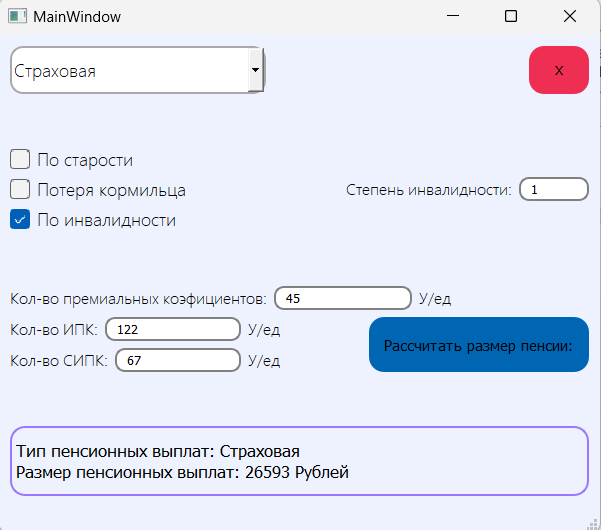 MainWindow
Страховая
X
По старости
Потеря кормильца
Степень инвалидности: 1
По инвалидности
Кол-во премиальных коэфициентов: 45 У/ед
Кол-во ИПК: 122 У/ед
Рассчитать размер пенсии:
Кол-во СИПК: 67 У/ед
Тип пенсионных выплат: Страховая
Размер пенсионных выплат: 26593 Рублей